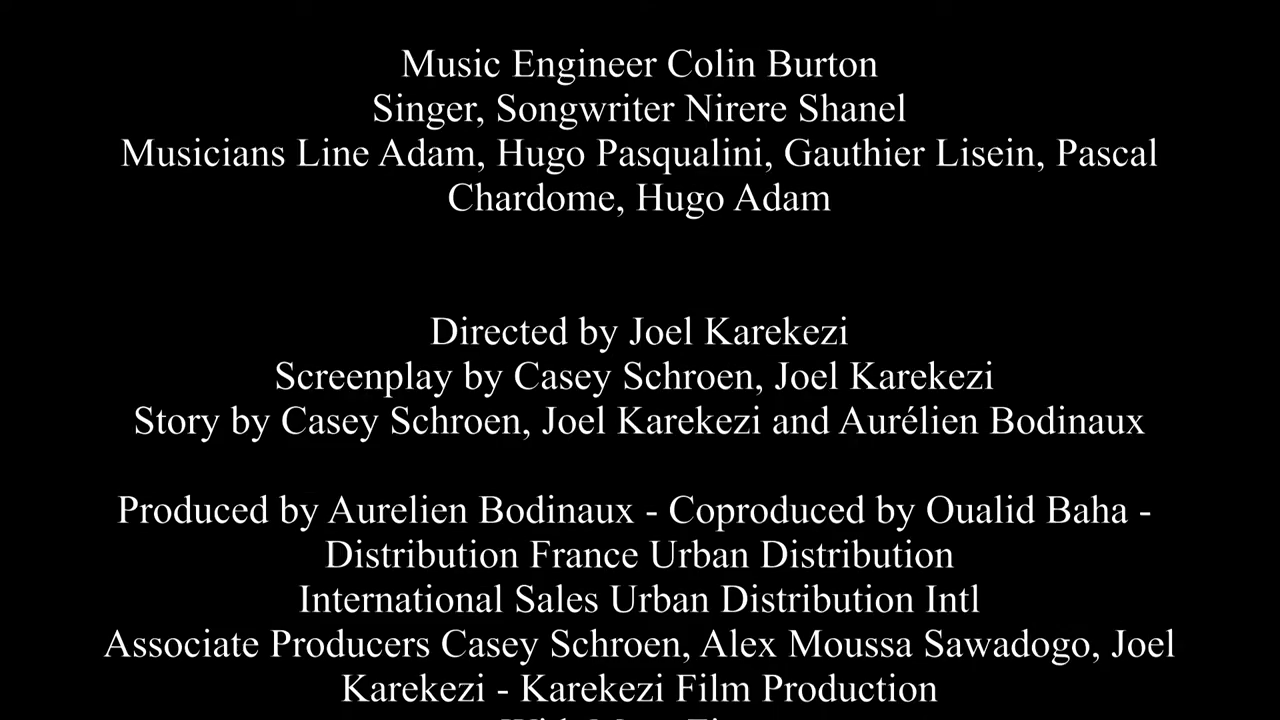 Music Engineer Colin Burton
Singer, Songwriter Nirere Shanel
Musicians Line Adam, Hugo Pasqualini, Gauthier Lisein, Pascal
Chardome, Hugo Adam
Directed by Joel Karekezi
Screenplay by Casey Schroen, Joel Karekezi
Story by Casey Schroen, Joel Karekezi and Aurélien Bodinaux
Produced by Aurelien Bodinaux - Coproduced by Oualid Baha -
Distribution France Urban Distribution
International Sales Urban Distribution Intl
Associate Producers Casey Schroen, Alex Moussa Sawadogo, Joel
Karekezi - Karekezi Film Production